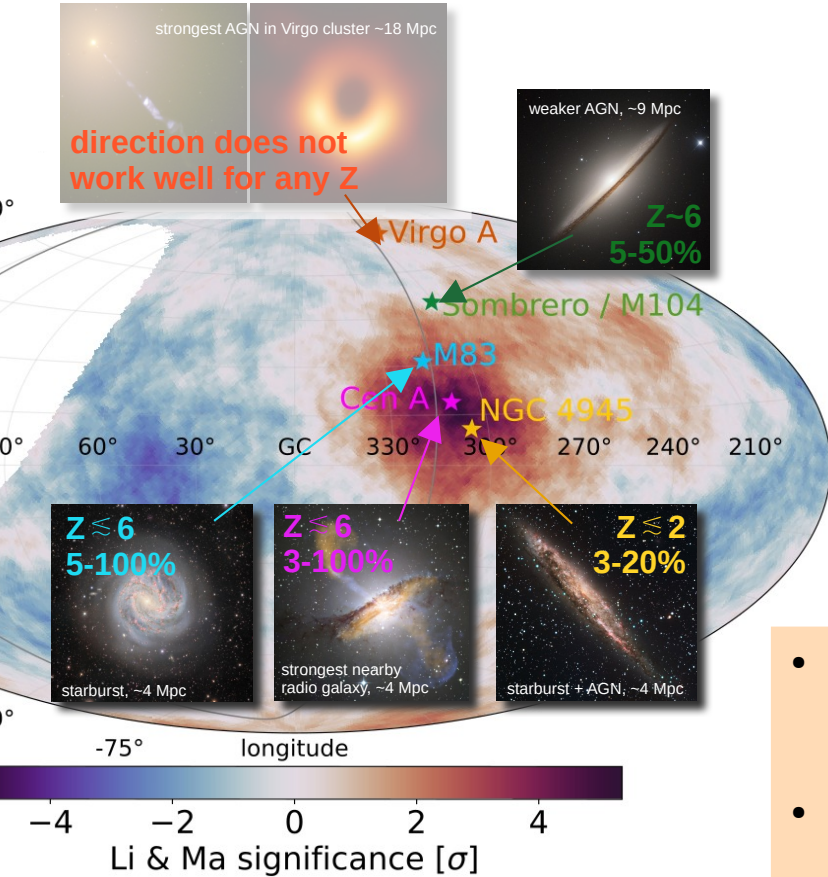 strongest AGN in Virgo cluster ~18 Mpc
direction does not
work well for any Z
weaker AGN, ~9 Mpc
Z~6
5-50%
Virgo A
Sombrero / M104
M83
Cen A
NGC 4945
0° 60° 30° GC 330° 300° 270° 240° 210°
Z ≲ 6
5-100%
starburst, ~4 Mpc
Z ≲ 6
3-100%
strongest nearby
radio galaxy, ~4 Mpc
Z ≲ 2
3-20%
starburst + AGN, ~4 Mpc
-75° longitude
−4 −2 0 2 4
Li & Ma significance [σ]